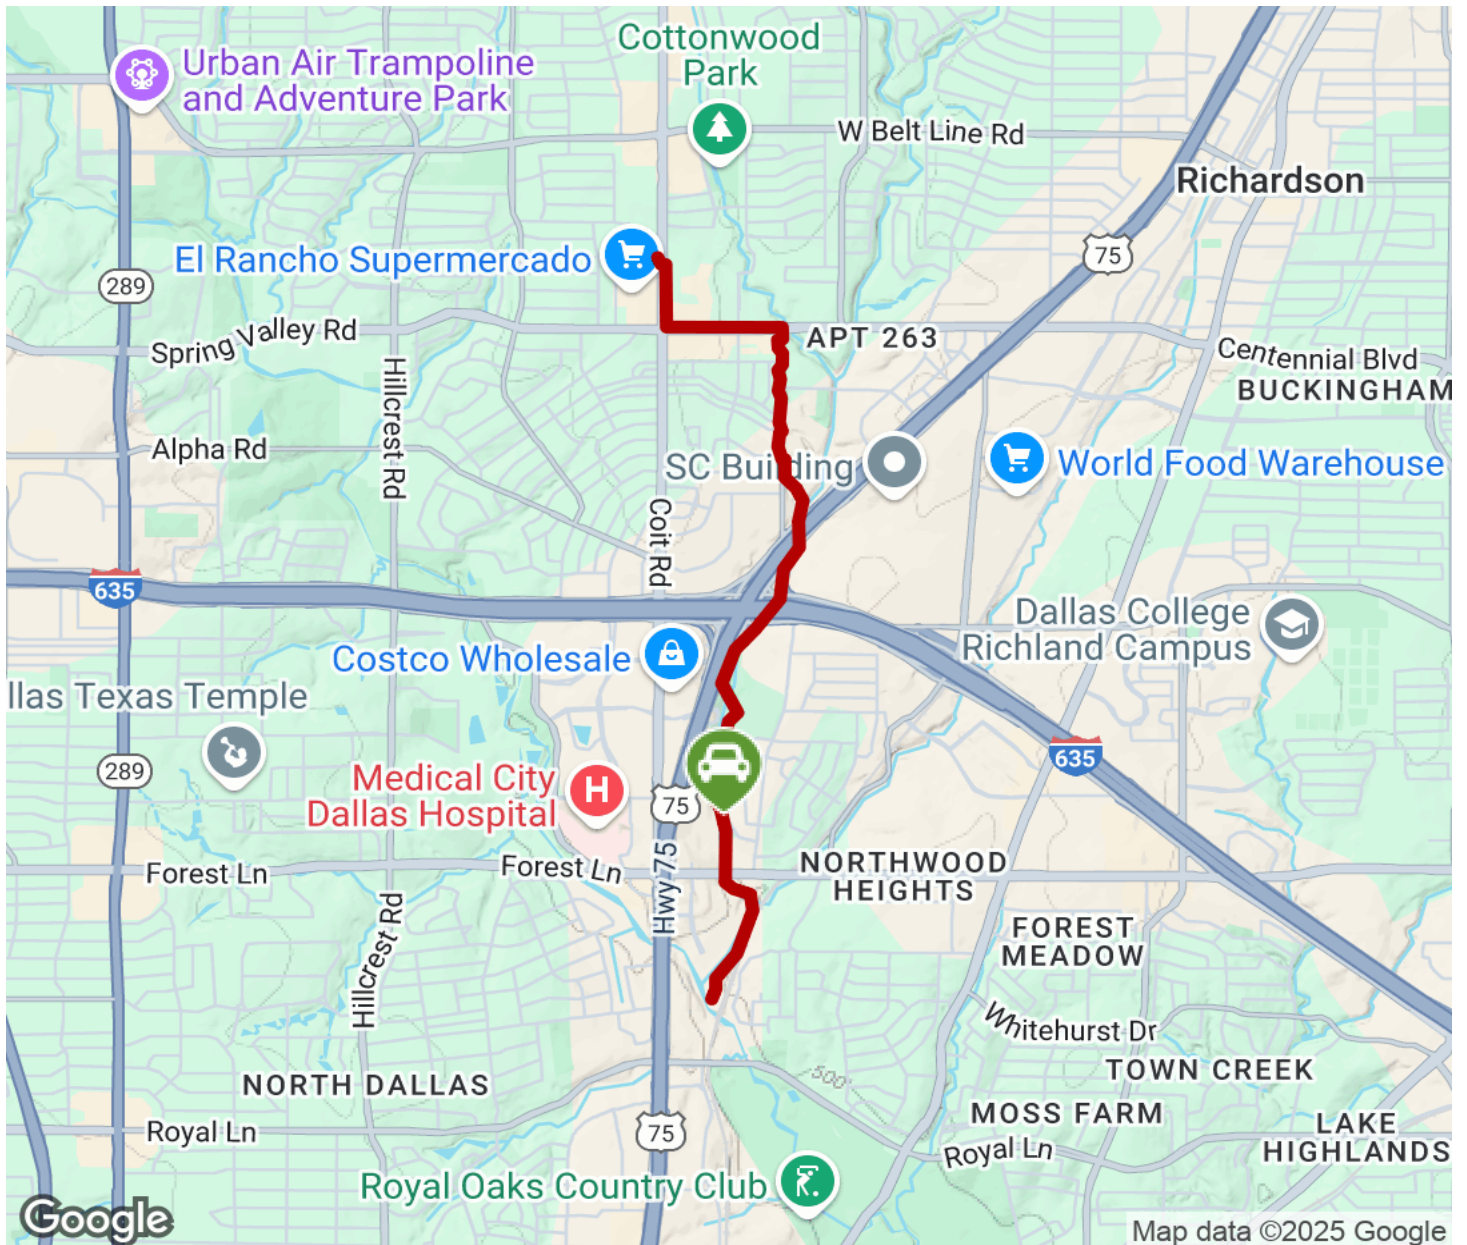 Cottonwood
Park
Urban Air Trampoline
and Adventure Park
W Belt Line Rd
Richardson
El Rancho Supermercado
75
289
Spring Valley Rd
APT 263
Centennial Blvd
BUCKINGHAM
Hillcrest Rd
Alpha Rd
SC Building
World Food Warehouse
Coit Rd
635
Dallas College
Richland Campus
Costco Wholesale
llas Texas Temple
289
635
Medical City
Dallas Hospital
H
75
Hwy 75
Forest Ln
Forest Ln
NORTHWOOD
HEIGHTS
Hillcrest Rd
FOREST
MEADOW
Whitehurst Dr
TOWN CREEK
NORTH DALLAS
500'
MOSS FARM
LAKE
HIGHLANDS
Royal Ln
75
Royal Ln
Royal Oaks Country Club
Google
Map data ©2025 Google